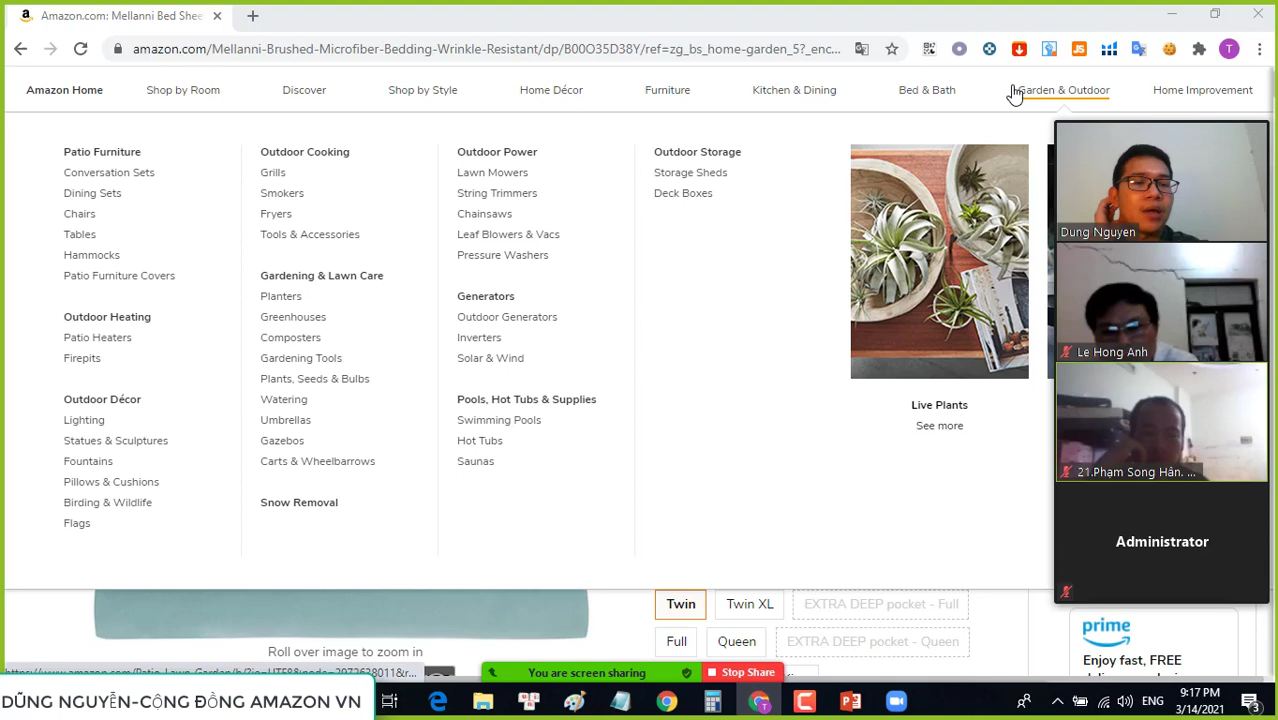 Amazon.com: Mellanni Bed Shee
amazon.com/Mellanni-Brushed-Microfiber-Bedding-Wrinkle-Resistant/dp/B00O35D38Y/ref=zg_bs_home-garden_5?_enc...
T
JS
Amazon Home
Shop by Room
Discover
Shop by Style
Home Décor
Furniture
Kitchen & Dining
Bed & Bath
Garden & Outdoor
Home Improvement
Patio Furniture
Conversation Sets
Dining Sets
Chairs
Tables
Hammocks
Patio Furniture Covers
Outdoor Heating
Patio Heaters
Firepits
Outdoor Décor
Lighting
Statues & Sculptures
Fountains
Pillows & Cushions
Birding & Wildlife
Flags
Outdoor Cooking
Grills
Smokers
Fryers
Tools & Accessories
Gardening & Lawn Care
Planters
Greenhouses
Composters
Gardening Tools
Plants, Seeds & Bulbs
Watering
Umbrellas
Gazebos
Carts & Wheelbarrows
Snow Removal
Outdoor Power
Lawn Mowers
String Trimmers
Chainsaws
Leaf Blowers & Vacs
Pressure Washers
Generators
Outdoor Generators
Inverters
Solar & Wind
Pools, Hot Tubs & Supplies
Swimming Pools
Hot Tubs
Saunas
Outdoor Storage
Storage Sheds
Deck Boxes
Live Plants
See more
Dung Nguyen
Le Hong Anh
21.Phạm Song Hân. ...
Administrator
Roll over image to zoom in
Twin
Twin XL
EXTRA DEEP pocket - Full
Full
Queen
EXTRA DEEP pocket - Queen
prime
Enjoy fast, FREE
You are screen sharing
Stop Share
DŨNG NGUYỄN-CỘNG ĐỒNG AMAZON VN
ENG
9:17 PM
3/14/2021
3